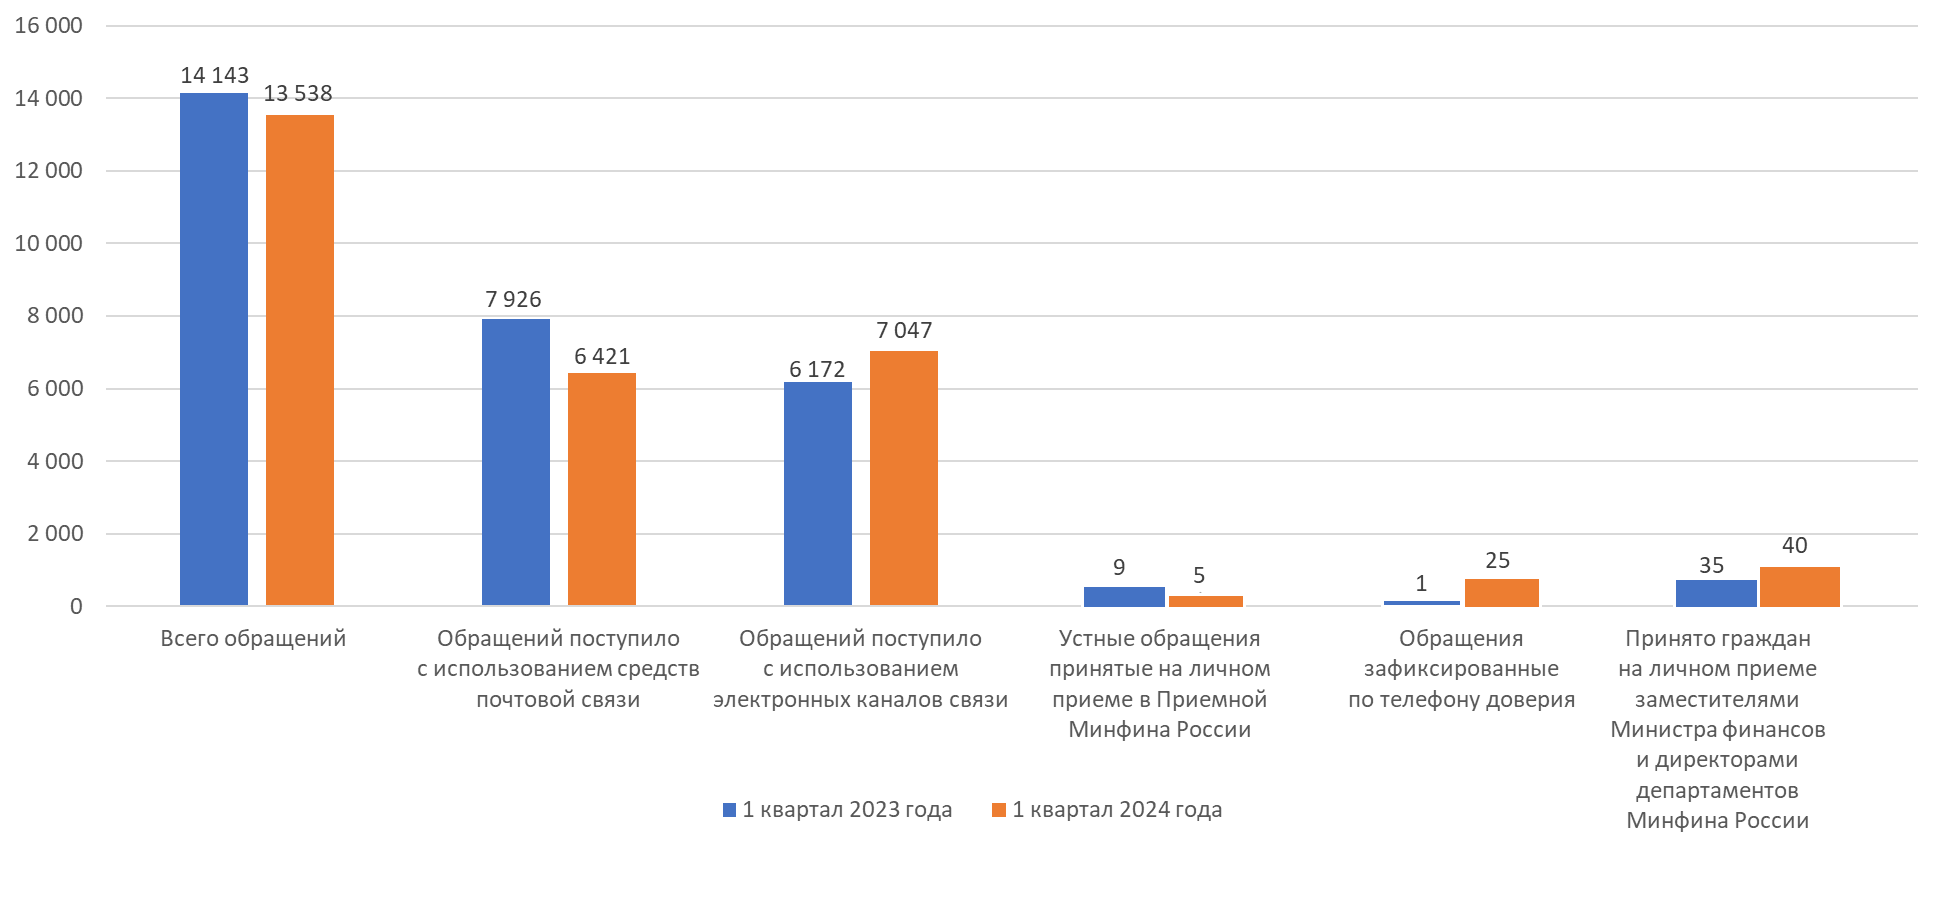 16 000
14 000
12 000
10 000
8 000
6 000
4 000
2 000
0
14 143
13 538
7 926
6 421
6 172
7 047
9
5
1
25
35
40
Всего обращений
Обращений поступило
с использованием средств
почтовой связи
Обращений поступило
с использованием
электронных каналов связи
Устные обращения
принятые на личном
приеме в Приемной
Минфина России
Обращения
зафиксированные
по телефону доверия
Принято граждан
на личном приеме
заместителями
Министра финансов
и директорами
департаментов
Минфина России
1 квартал 2023 года
1 квартал 2024 года